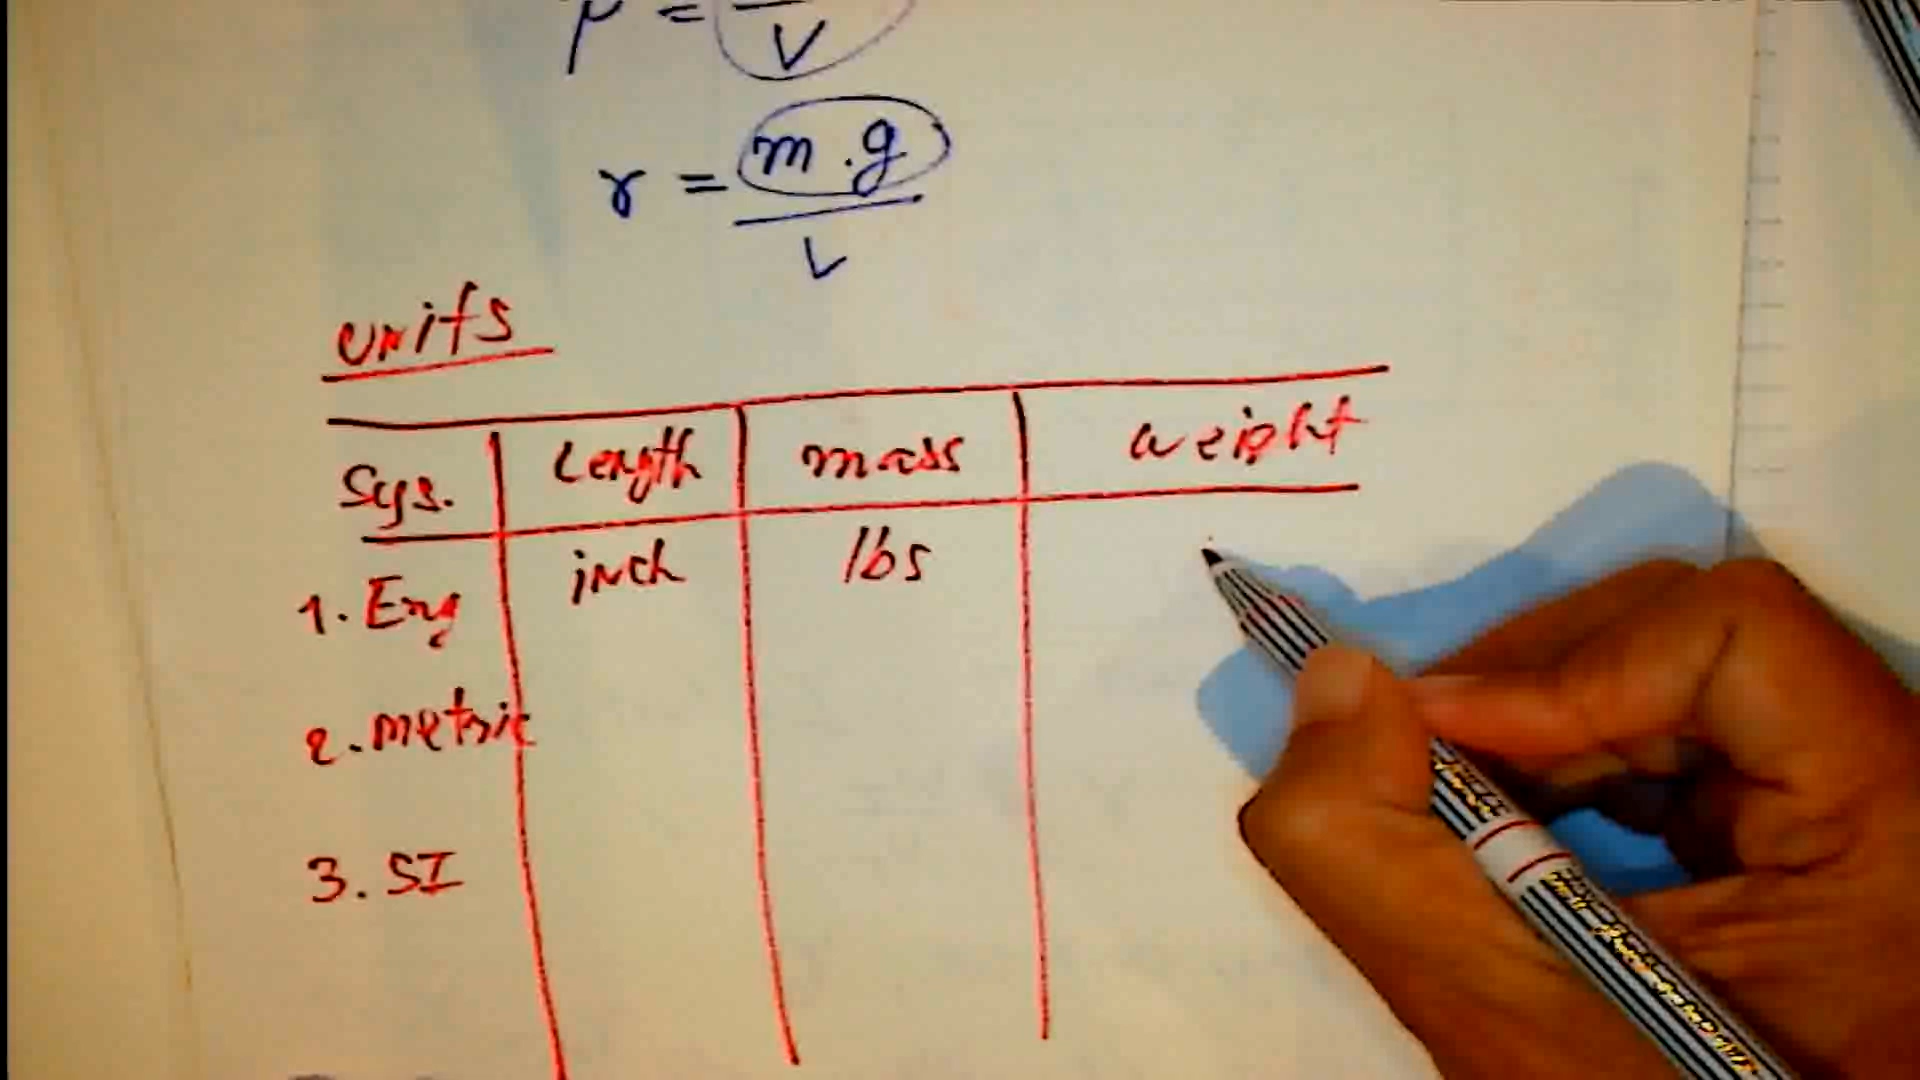 ρ = / V
γ = m.g / V
units
Sys. Length mass weight
1. Eng inch lbs
2. metric
3. SI